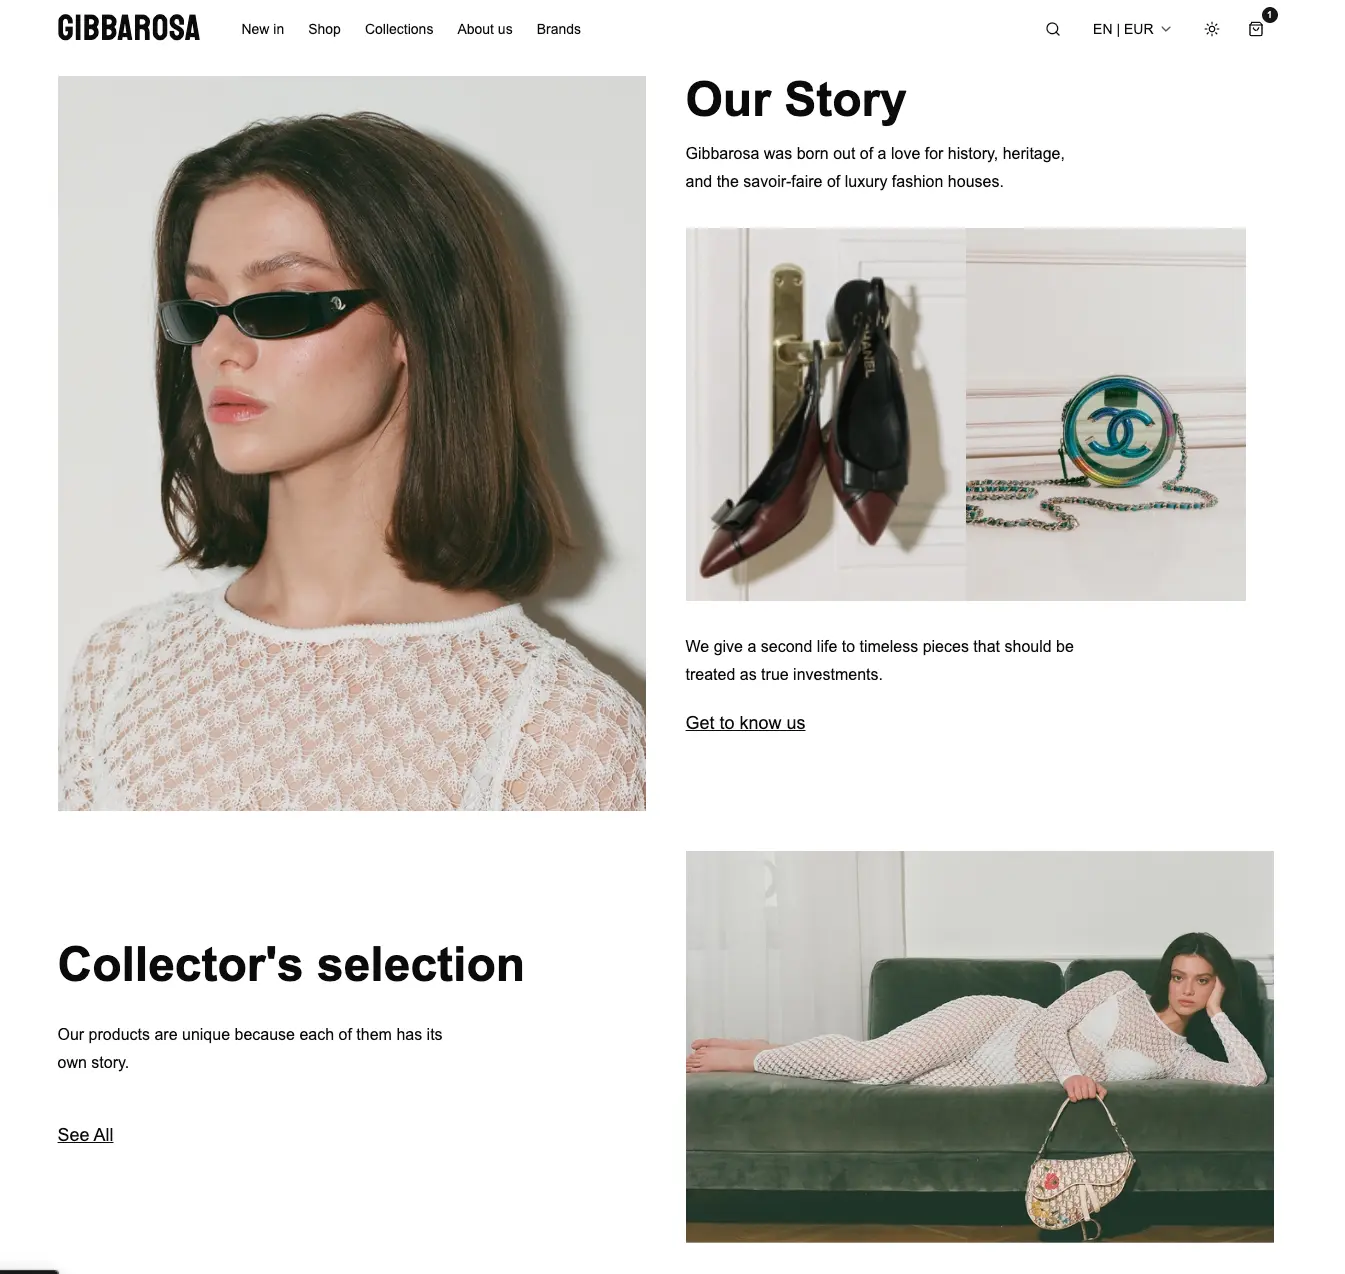 GIBBAROSA
New in
Shop
Collections
About us
Brands
EN | EUR
1
Our Story
Gibbarosa was born out of a love for history, heritage,
and the savoir-faire of luxury fashion houses.
CHANEL
We give a second life to timeless pieces that should be
treated as true investments.
Get to know us
Collector's selection
Our products are unique because each of them has its
own story.
See All